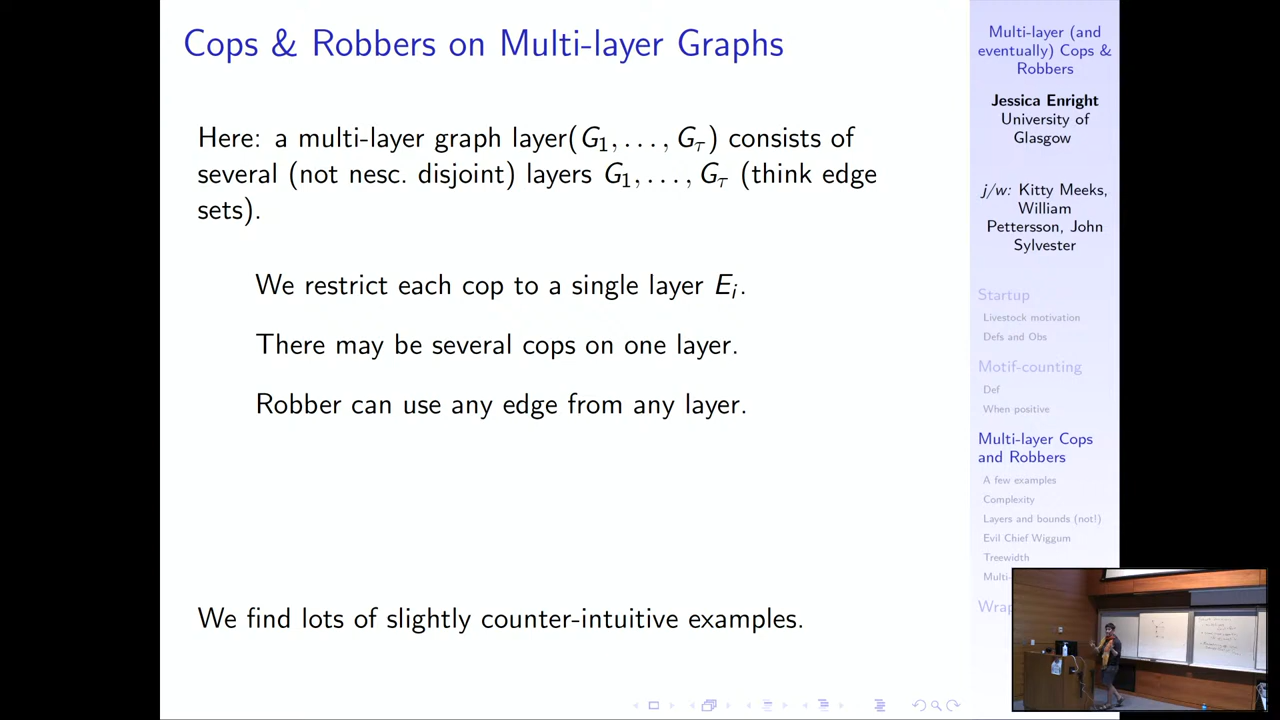 Cops & Robbers on Multi-layer Graphs
Here: a multi-layer graph layer(G1, . . . , Gτ) consists of
several (not nesc. disjoint) layers G1, . . . , Gτ (think edge
sets).
We restrict each cop to a single layer Ei.
There may be several cops on one layer.
Robber can use any edge from any layer.
We find lots of slightly counter-intuitive examples.
Multi-layer (and
eventually) Cops &
Robbers
Jessica Enright
University of
Glasgow
j/w: Kitty Meeks,
William
Pettersson, John
Sylvester
Startup
Livestock motivation
Defs and Obs
Motif-counting
Def
When positive
Multi-layer Cops
and Robbers
A few examples
Complexity
Layers and bounds (not!)
Evil Chief Wiggum
Treewidth